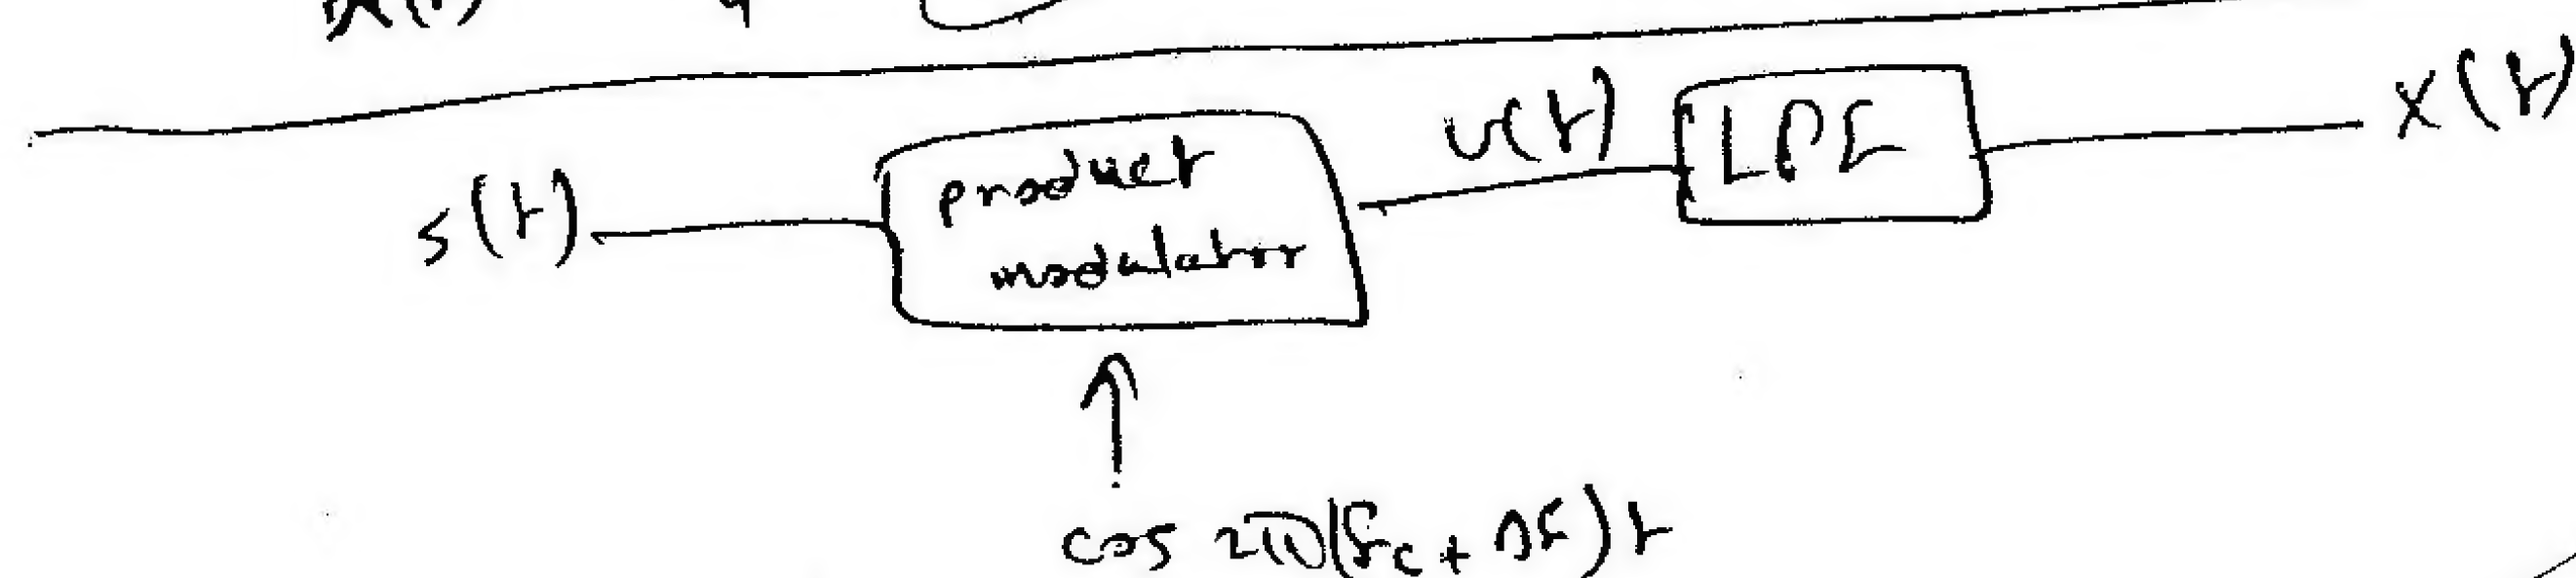 s(t)
product
modulator
v(t)
LPF
x(t)
cos 2π(fc + Δf)t